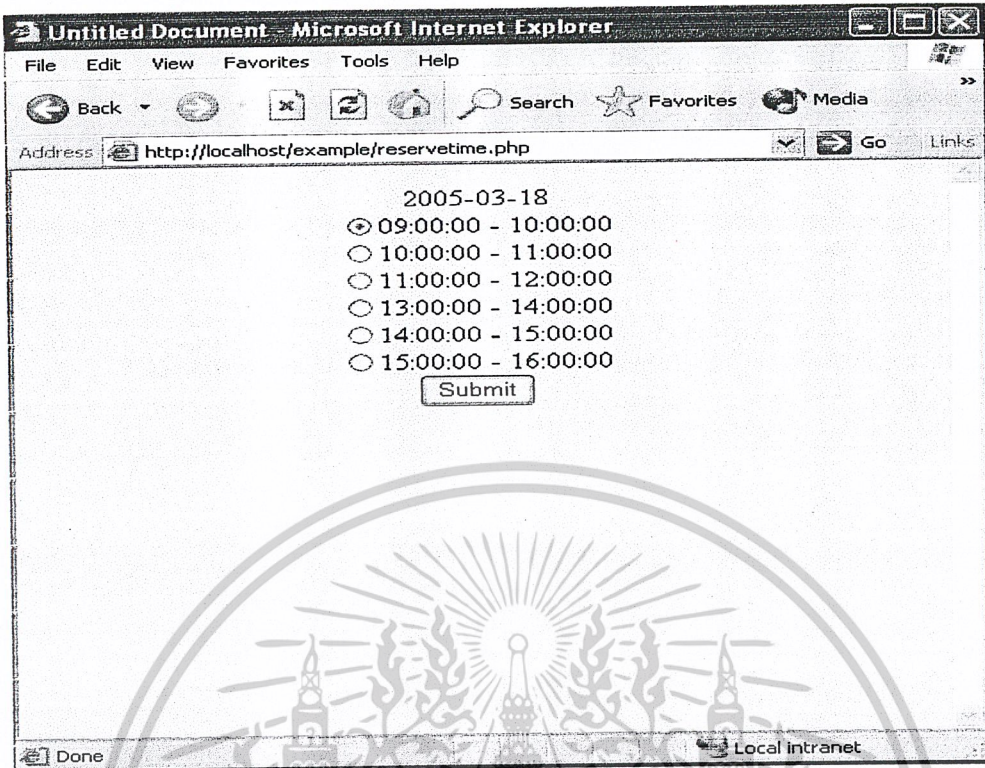 Untitled Document - Microsoft Internet Explorer
File Edit View Favorites Tools Help
Back Search Favorites Media »
Address http://localhost/example/reservetime.php Go Links
2005-03-18
09:00:00 - 10:00:00
10:00:00 - 11:00:00
11:00:00 - 12:00:00
13:00:00 - 14:00:00
14:00:00 - 15:00:00
15:00:00 - 16:00:00
Submit
Done Local intranet